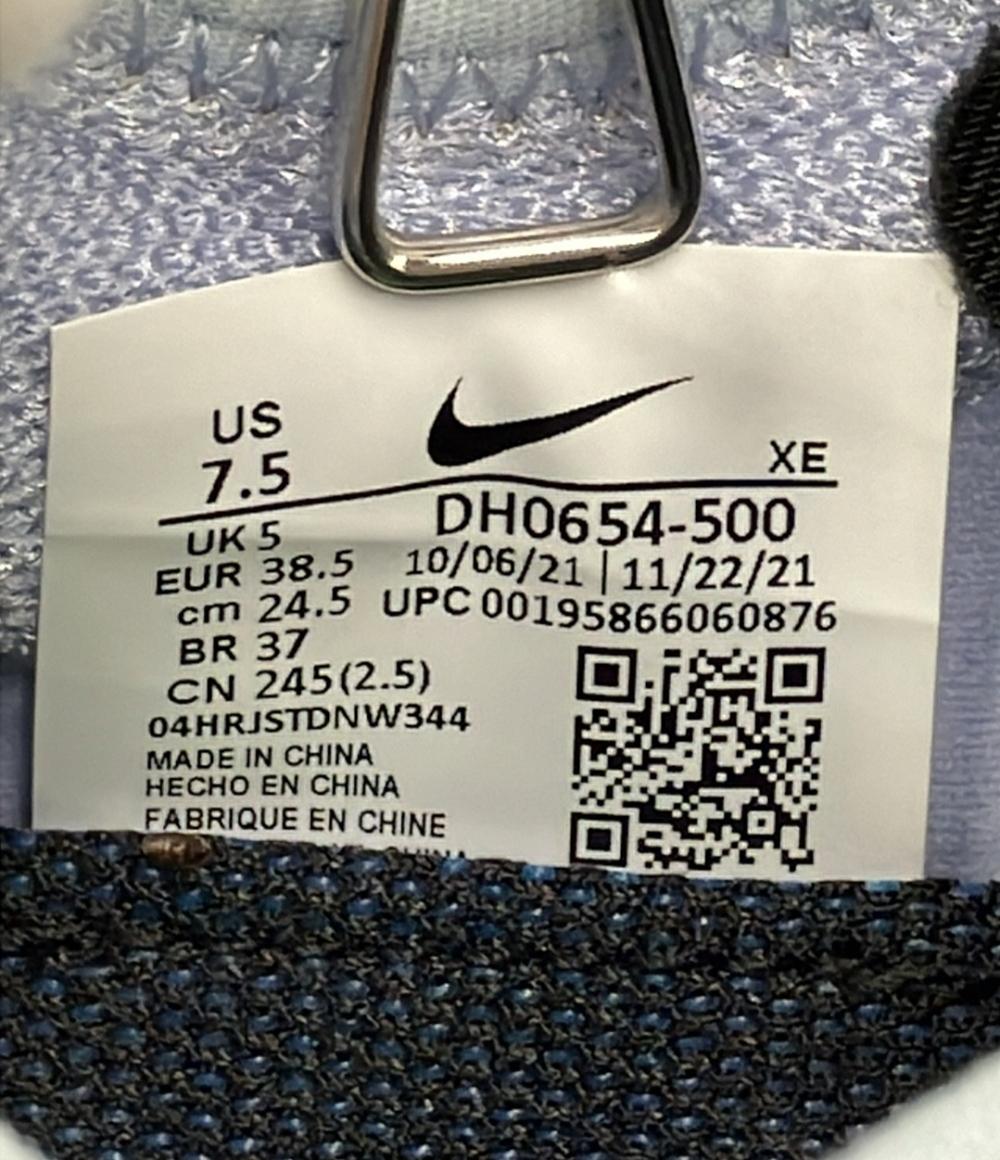 US
7.5
XE
UK 5
DH0654-500
EUR 38.5
10/06/21 | 11/22/21
cm 24.5
UPC 00195866060876
BR 37
CN 245(2.5)
04HRJSTDNW344
MADE IN CHINA
HECHO EN CHINA
FABRIQUE EN CHINE